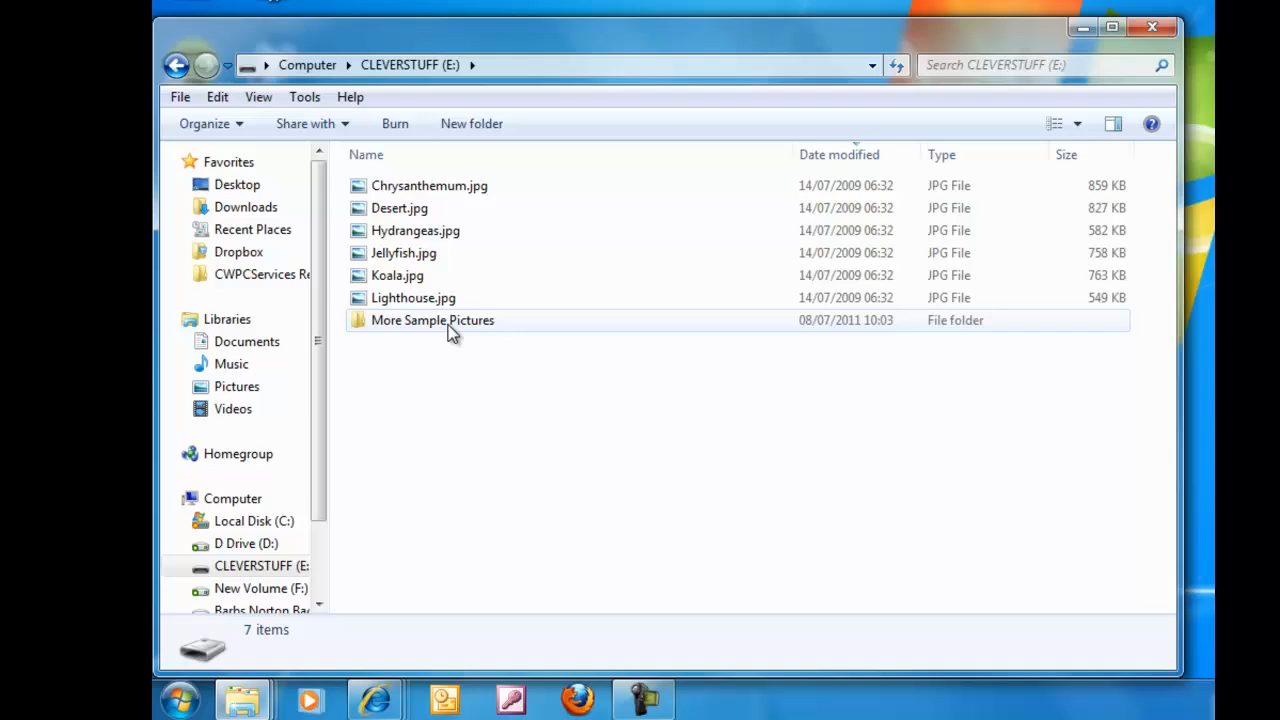 Computer CLEVERSTUFF (E:) Search CLEVERSTUFF (E:)
File Edit View Tools Help
Organize Share with Burn New folder
Favorites
Desktop
Downloads
Recent Places
Dropbox
CWPCServices Re
Libraries
Documents
Music
Pictures
Videos
Homegroup
Computer
Local Disk (C:)
D Drive (D:)
CLEVERSTUFF (E:
New Volume (F:)
Barbs Norton Bac
Name Date modified Type Size
Chrysanthemum.jpg 14/07/2009 06:32 JPG File 859 KB
Desert.jpg 14/07/2009 06:32 JPG File 827 KB
Hydrangeas.jpg 14/07/2009 06:32 JPG File 582 KB
Jellyfish.jpg 14/07/2009 06:32 JPG File 758 KB
Koala.jpg 14/07/2009 06:32 JPG File 763 KB
Lighthouse.jpg 14/07/2009 06:32 JPG File 549 KB
More Sample Pictures 08/07/2011 10:03 File folder
7 items